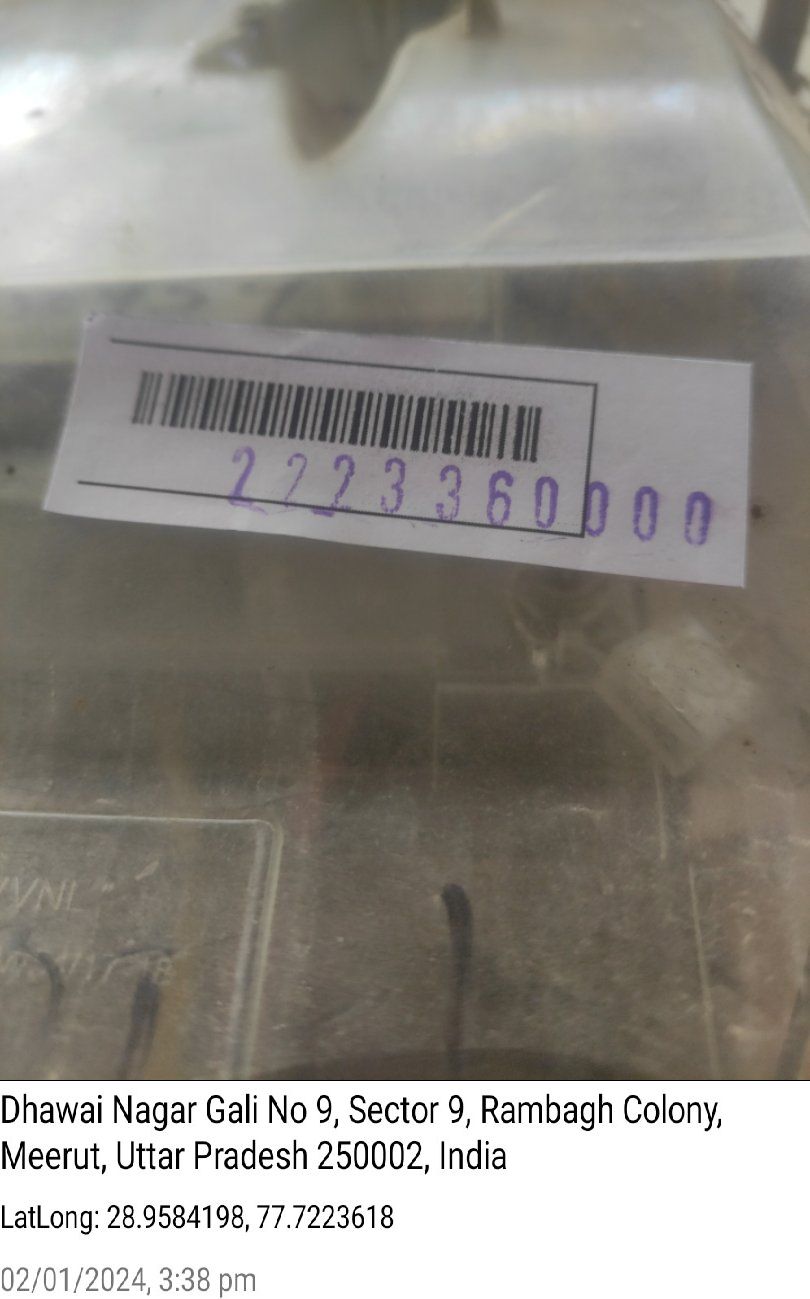 2223360000
VVNL
Dhawai Nagar Gali No 9, Sector 9, Rambagh Colony,
Meerut, Uttar Pradesh 250002, India
LatLong: 28.9584198, 77.7223618
02/01/2024, 3:38 pm